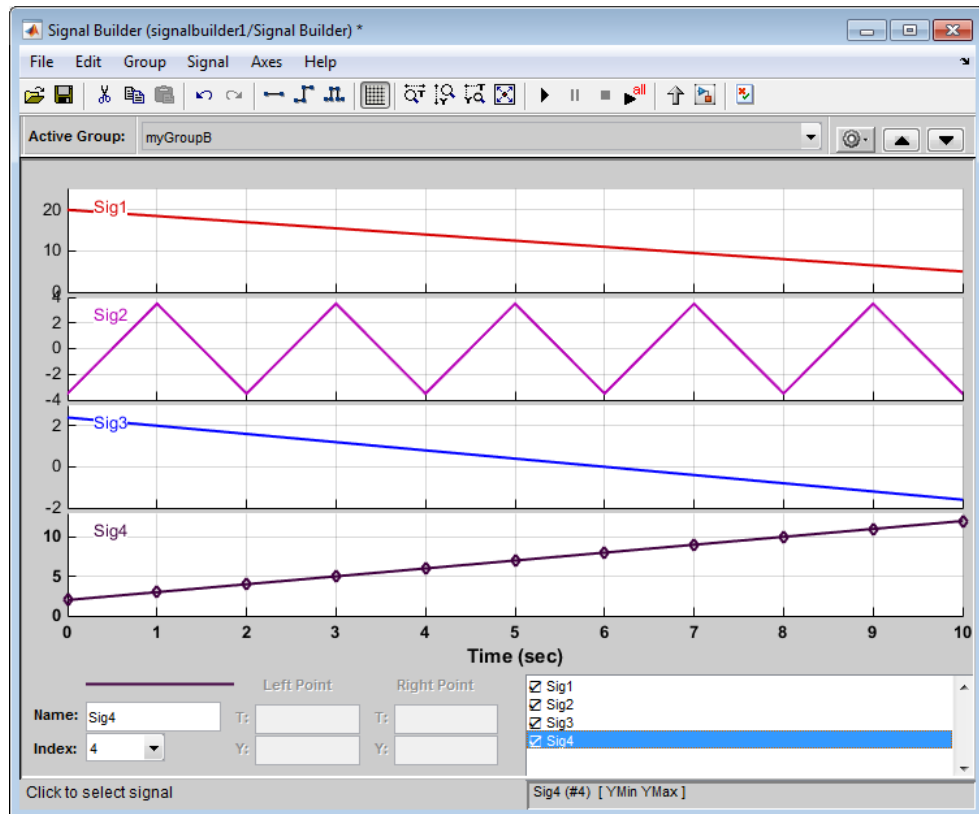 Signal Builder (signalbuilder1/Signal Builder) *
File Edit Group Signal Axes Help
all
Active Group: myGroupB
Sig1
20
10
0
Sig2
4
2
0
-2
-4
Sig3
2
0
-2
Sig4
10
5
0
0 1 2 3 4 5 6 7 8 9 10
Time (sec)
Left Point Right Point
Name: Sig4 T: T:
Index: 4 Y: Y:
Sig1
Sig2
Sig3
Sig4
Click to select signal Sig4 (#4) [ YMin YMax ]